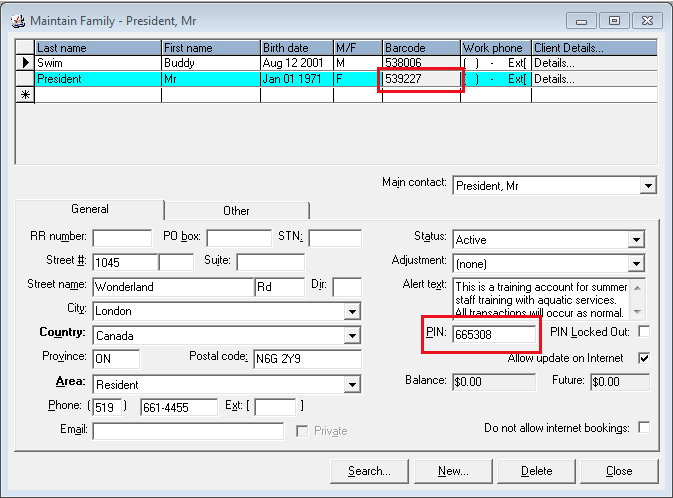 Maintain Family - President, Mr
Last name First name Birth date M/F Barcode Work phone Client Details...
Swim Buddy Aug 12 2001 M 538006 ( ) - Ext[ Details...
President Mr Jan 01 1971 F 539227 ( ) - Ext[ Details...
Main contact: President, Mr
General Other
RR number: PO box: STN: Status: Active
Street #: 1045 Suite: Adjustment: (none)
Street name: Wonderland Rd Dir: Alert text: This is a training account for summer
staff training with aquatic services.
All transactions will occur as normal.
City: London
Country: Canada PIN: 665308 PIN Locked Out:
Province: ON Postal code: N6G 2Y9 Allow update on Internet
Area: Resident Balance: $0.00 Future: $0.00
Phone: ( 519 ) 661-4455 Ext: [ ]
Email: Private Do not allow internet bookings:
Search... New... Delete Close